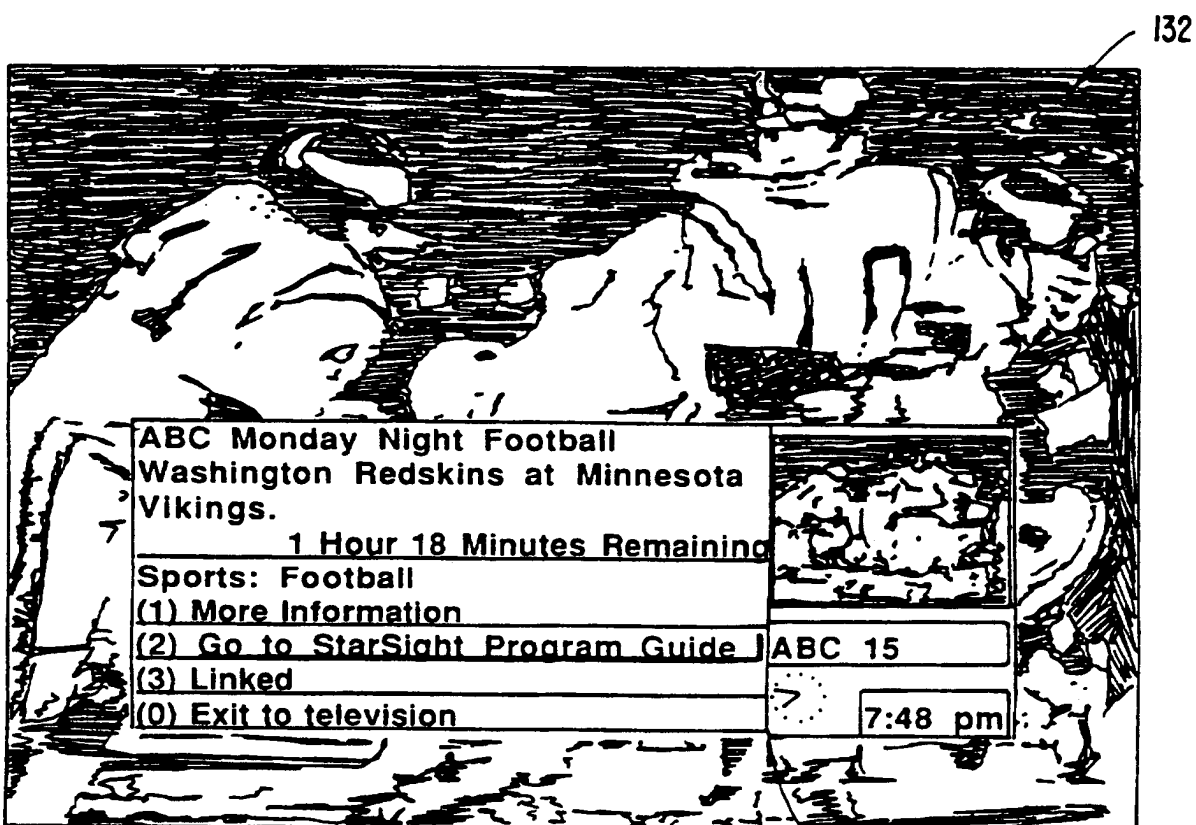 132
ABC Monday Night Football
Washington Redskins at Minnesota
Vikings.
1 Hour 18 Minutes Remaining
Sports: Football
(1) More Information
(2) Go to StarSight Program Guide
(3) Linked
(0) Exit to television
ABC 15
7:48 pm